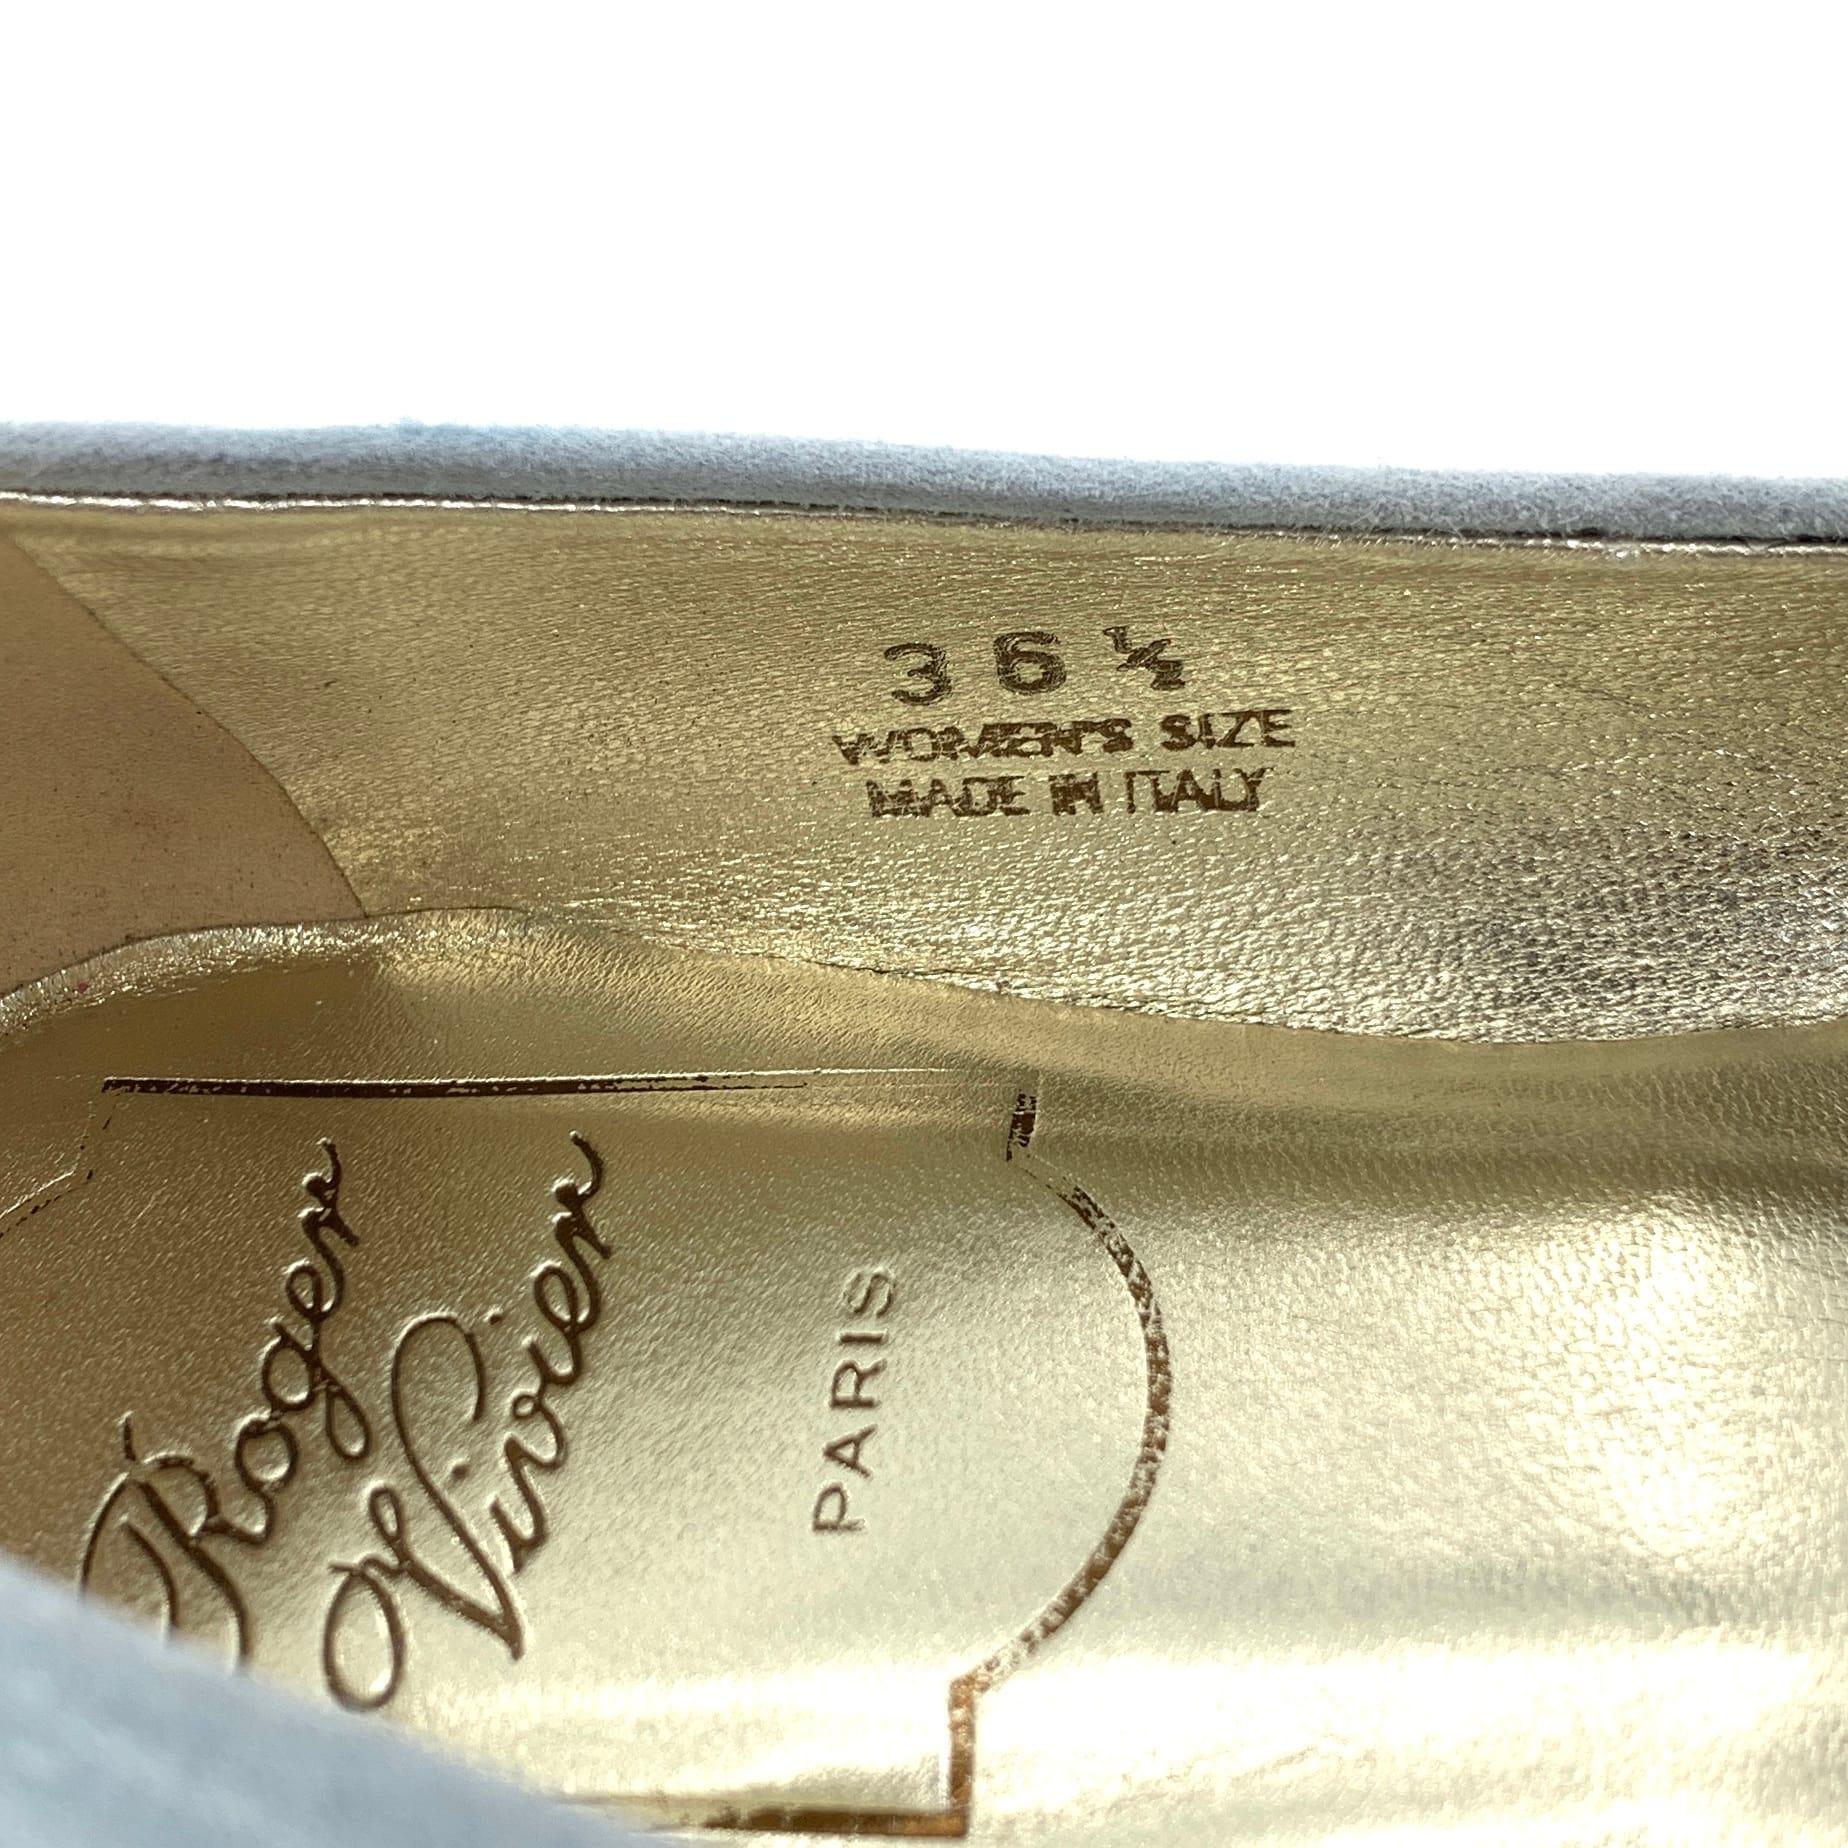 36½
WOMEN'S SIZE
MADE IN ITALY
Roger
Vivier
PARIS